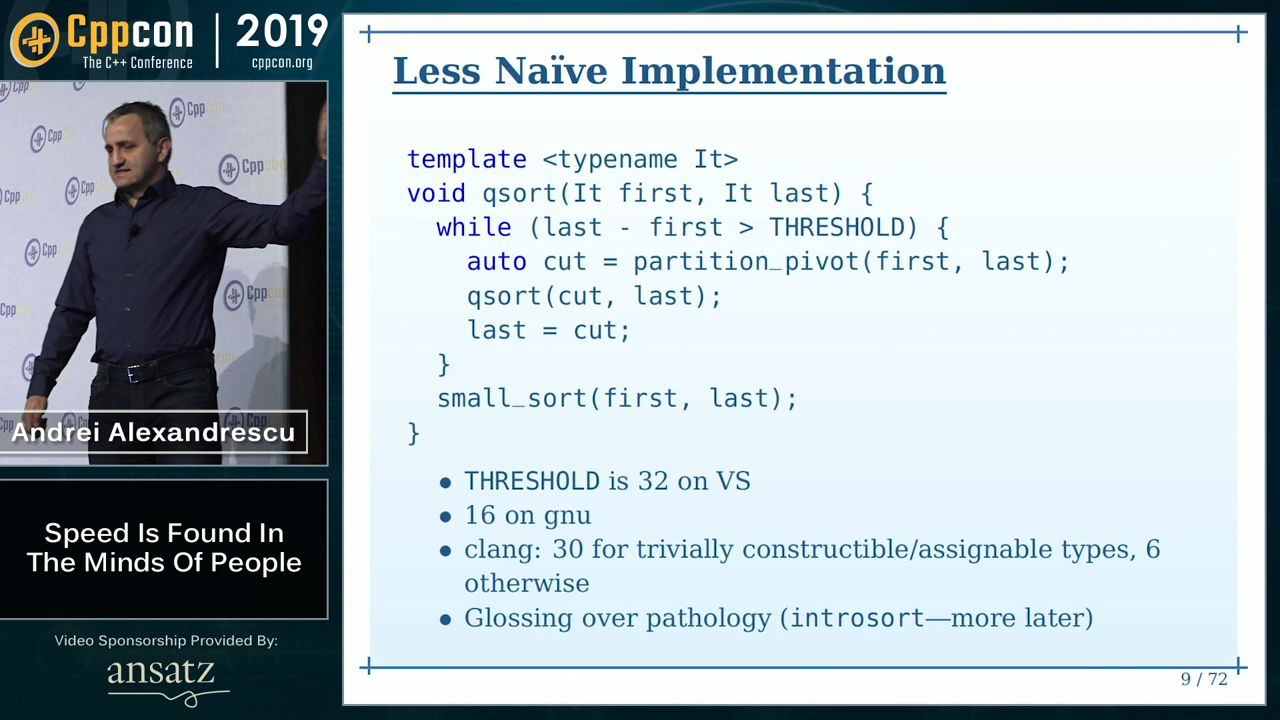 Cppcon | 2019
The C++ Conference
cppcon.org
Andrei Alexandrescu
Speed Is Found In
The Minds Of People
Video Sponsorship Provided By:
ansatz
Less Naïve Implementation
template <typename It>
void qsort(It first, It last) {
  while (last - first > THRESHOLD) {
    auto cut = partition_pivot(first, last);
    qsort(cut, last);
    last = cut;
  }
  small_sort(first, last);
}
• THRESHOLD is 32 on VS
• 16 on gnu
• clang: 30 for trivially constructible/assignable types, 6
otherwise
• Glossing over pathology (introsort—more later)
9 / 72